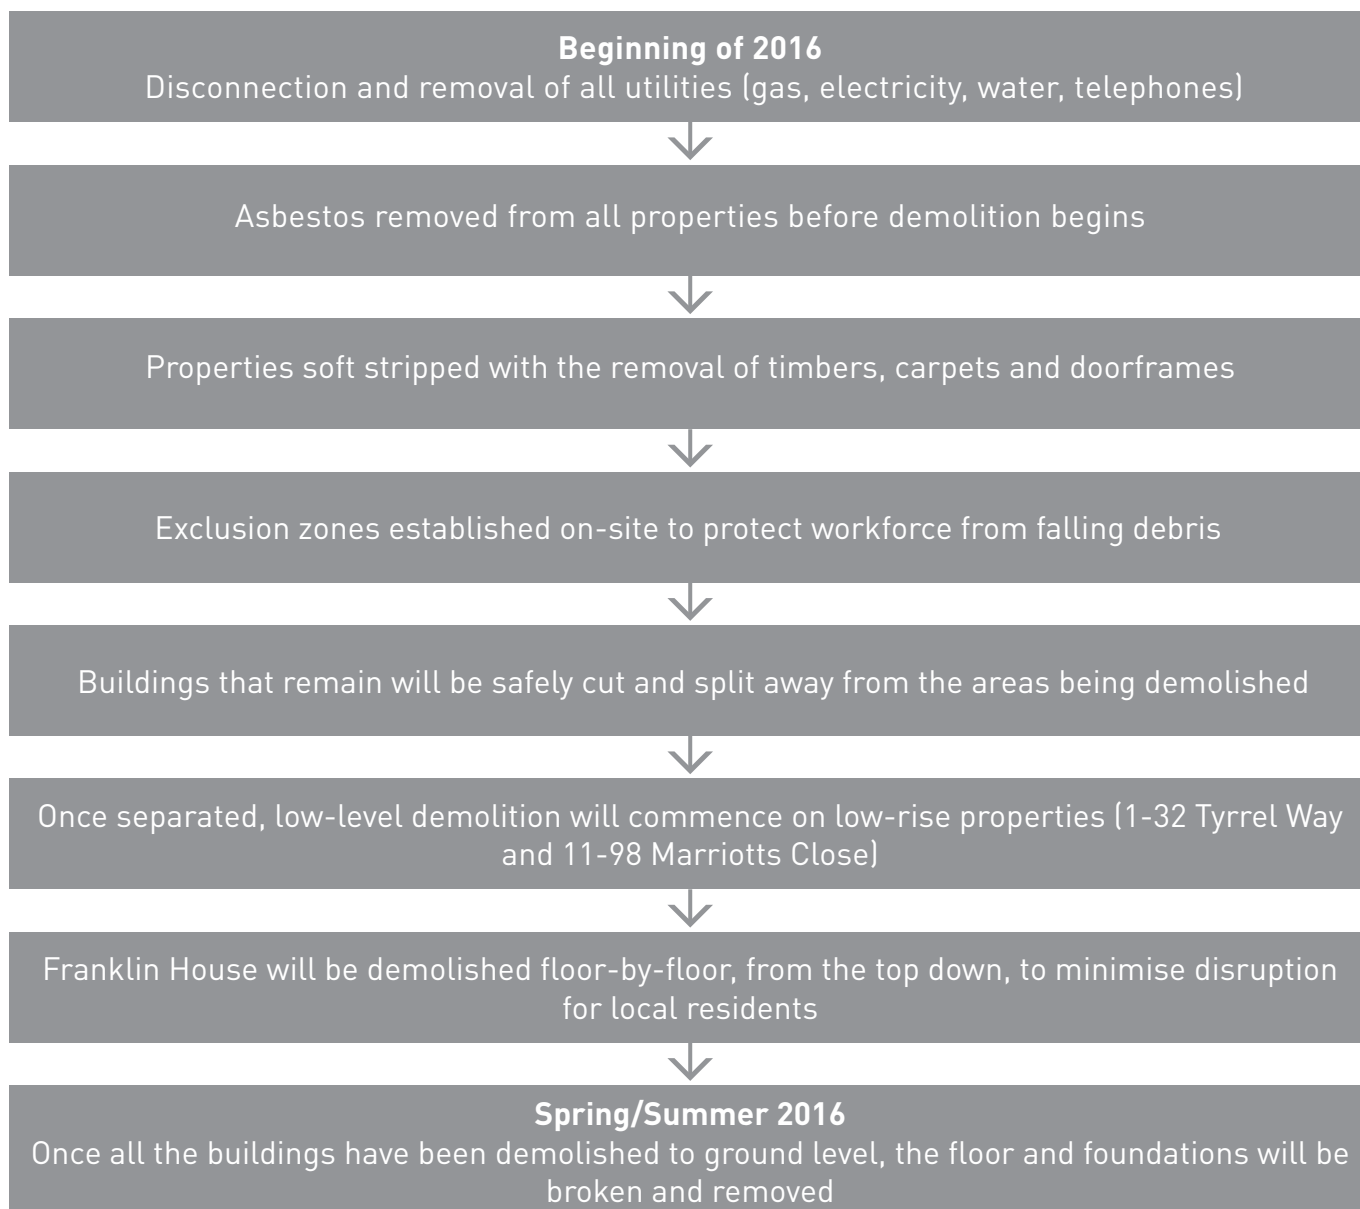 Beginning of 2016
Disconnection and removal of all utilities (gas, electricity, water, telephones)
Asbestos removed from all properties before demolition begins
Properties soft stripped with the removal of timbers, carpets and doorframes
Exclusion zones established on-site to protect workforce from falling debris
Buildings that remain will be safely cut and split away from the areas being demolished
Once separated, low-level demolition will commence on low-rise properties (1-32 Tyrrel Way
and 11-98 Marriotts Close)
Franklin House will be demolished floor-by-floor, from the top down, to minimise disruption
for local residents
Spring/Summer 2016
Once all the buildings have been demolished to ground level, the floor and foundations will be
broken and removed